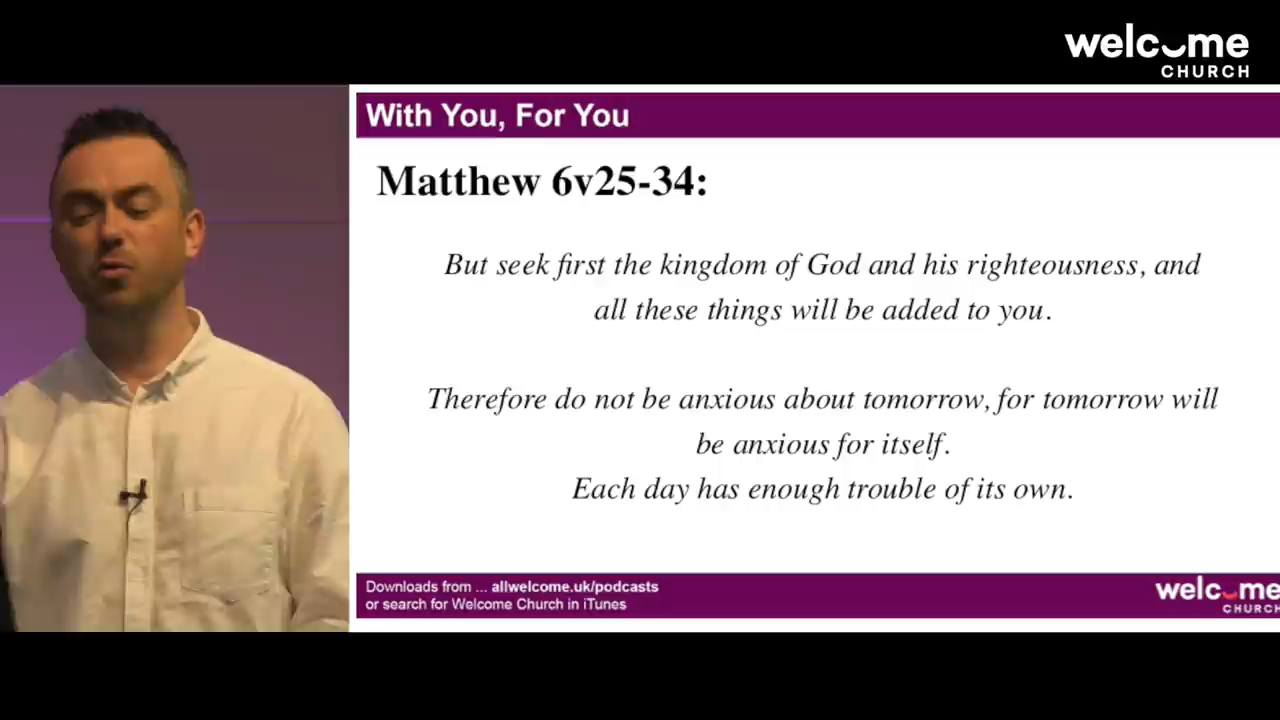 welcome
CHURCH
With You, For You
Matthew 6v25-34:
But seek first the kingdom of God and his righteousness, and
all these things will be added to you.
Therefore do not be anxious about tomorrow, for tomorrow will
be anxious for itself.
Each day has enough trouble of its own.
Downloads from ... allwelcome.uk/podcasts
or search for Welcome Church in iTunes
welcome
CHURCH